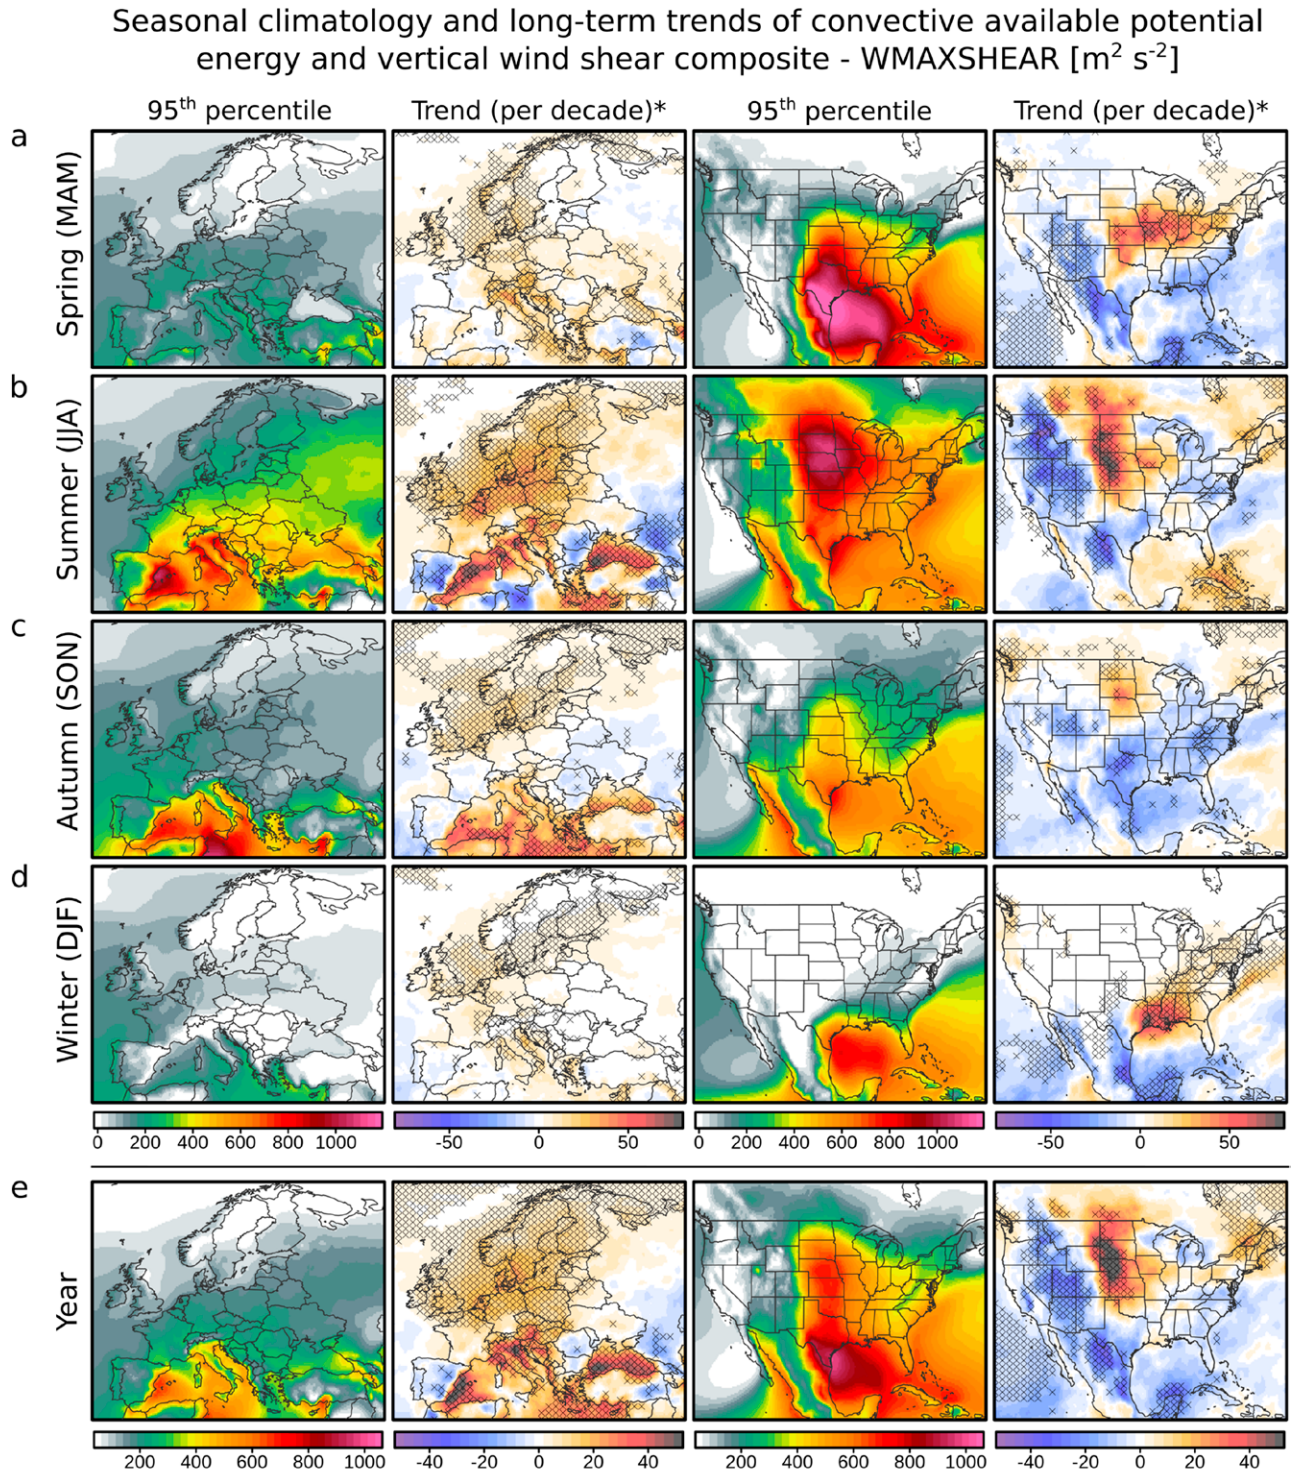 Seasonal climatology and long-term trends of convective available potential
energy and vertical wind shear composite - WMAXSHEAR [m² s⁻²]
95th percentile Trend (per decade)* 95th percentile Trend (per decade)*
a Spring (MAM)
b Summer (JJA)
c Autumn (SON)
d Winter (DJF)
0 200 400 600 800 1000 -50 0 50 0 200 400 600 800 1000 -50 0 50
e Year
200 400 600 800 1000 -40 -20 0 20 40 200 400 600 800 1000 -40 -20 0 20 40